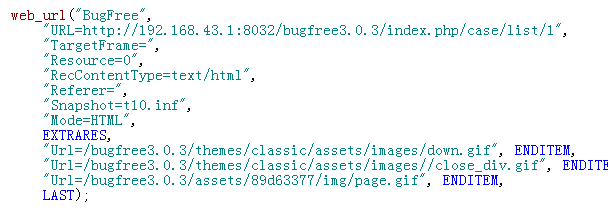 web_url("BugFree",
"URL=http://192.168.43.1:8032/bugfree3.0.3/index.php/case/list/1",
"TargetFrame=",
"Resource=0",
"RecContentType=text/html",
"Referer=",
"Snapshot=t10.inf",
"Mode=HTML",
EXTRARES,
"Url=/bugfree3.0.3/themes/classic/assets/images/down.gif", ENDITEM,
"Url=/bugfree3.0.3/themes/classic/assets/images//close_div.gif", ENDITE
"Url=/bugfree3.0.3/assets/89d63377/img/page.gif", ENDITEM,
LAST);